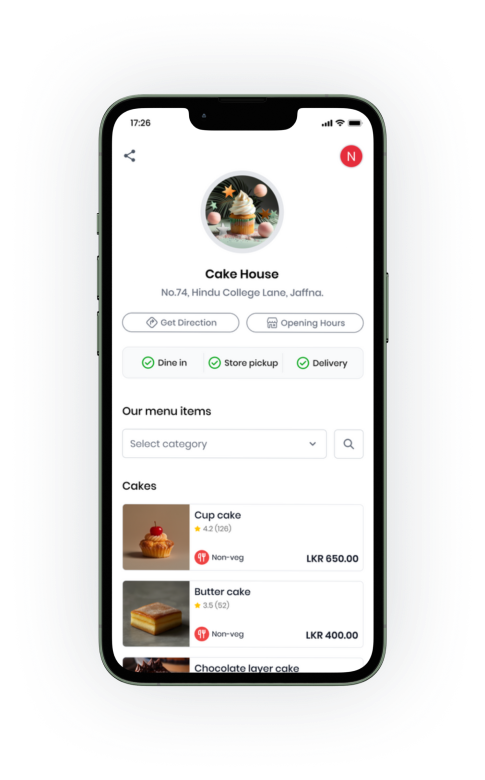 17:26
N
Cake House
No.74, Hindu College Lane, Jaffna.
Get Direction
Opening Hours
Dine in
Store pickup
Delivery
Our menu items
Select category
Cakes
Cup cake
4.2 (126)
Non-veg
LKR 650.00
Butter cake
3.5 (52)
Non-veg
LKR 400.00
Chocolate layer cake